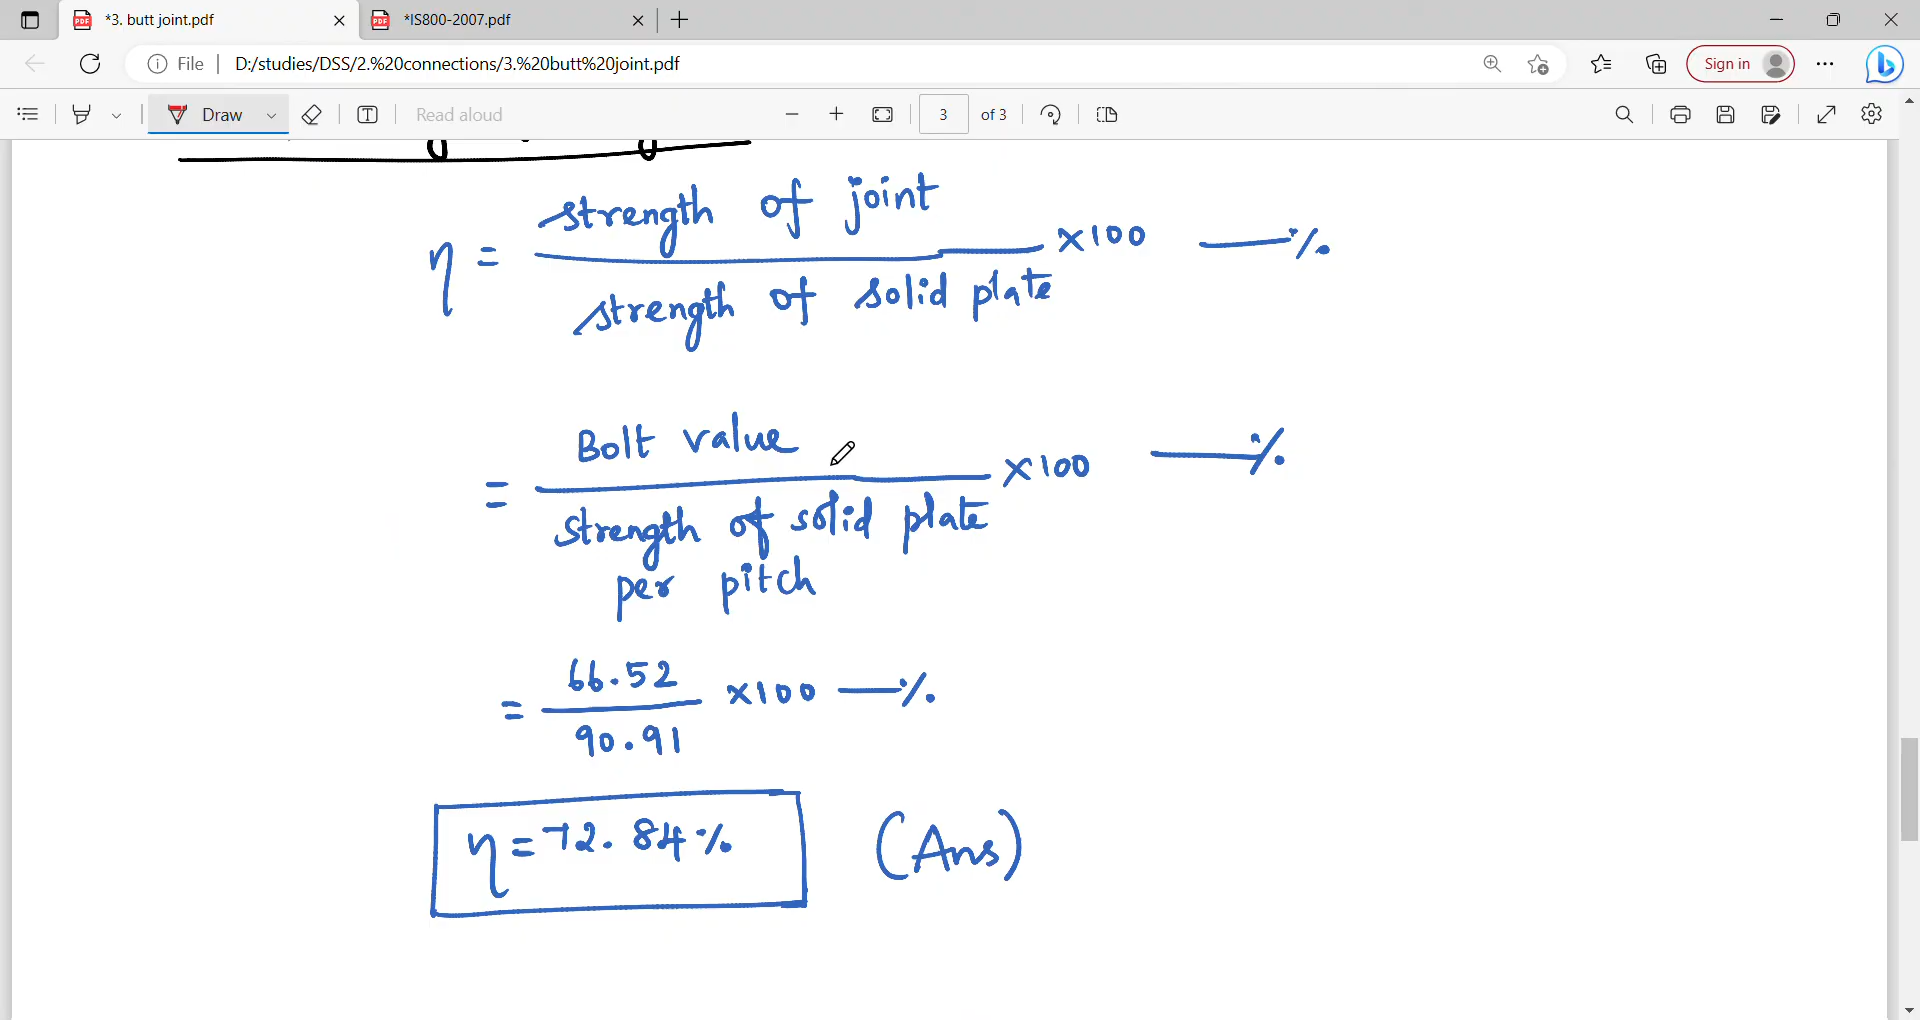 *3. butt joint.pdf
*IS800-2007.pdf
File
D:/studies/DSS/2.%20connections/3.%20butt%20joint.pdf
Sign in
Draw
Read aloud
3 of 3
η = strength of joint / strength of solid plate ×100 — %
= Bolt value / strength of solid plate per pitch ×100 — %
= 66.52 / 90.91 ×100 — %
η = 72.84 % (Ans)